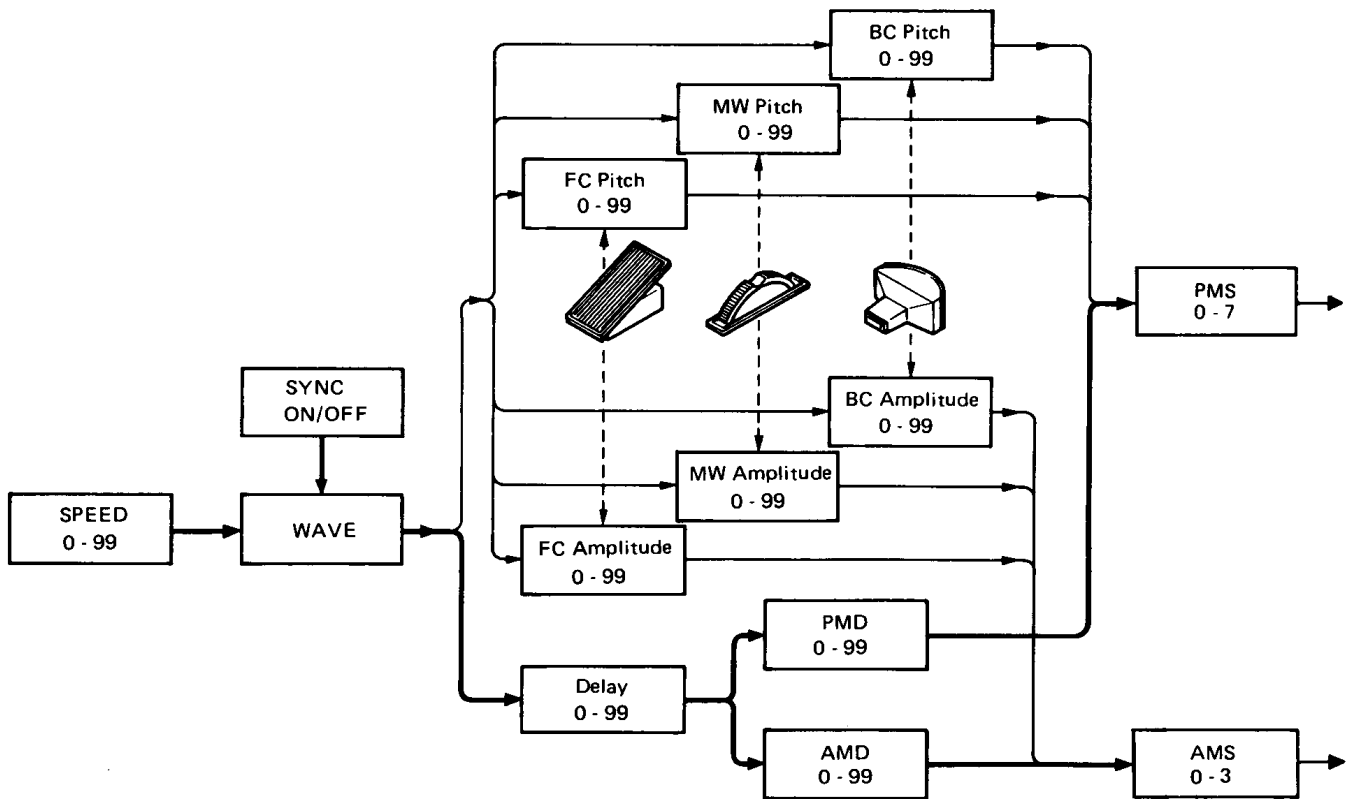 BC Pitch
0 - 99
MW Pitch
0 - 99
FC Pitch
0 - 99
PMS
0 - 7
SYNC
ON/OFF
BC Amplitude
0 - 99
MW Amplitude
0 - 99
SPEED
0 - 99
WAVE
FC Amplitude
0 - 99
PMD
0 - 99
Delay
0 - 99
AMD
0 - 99
AMS
0 - 3